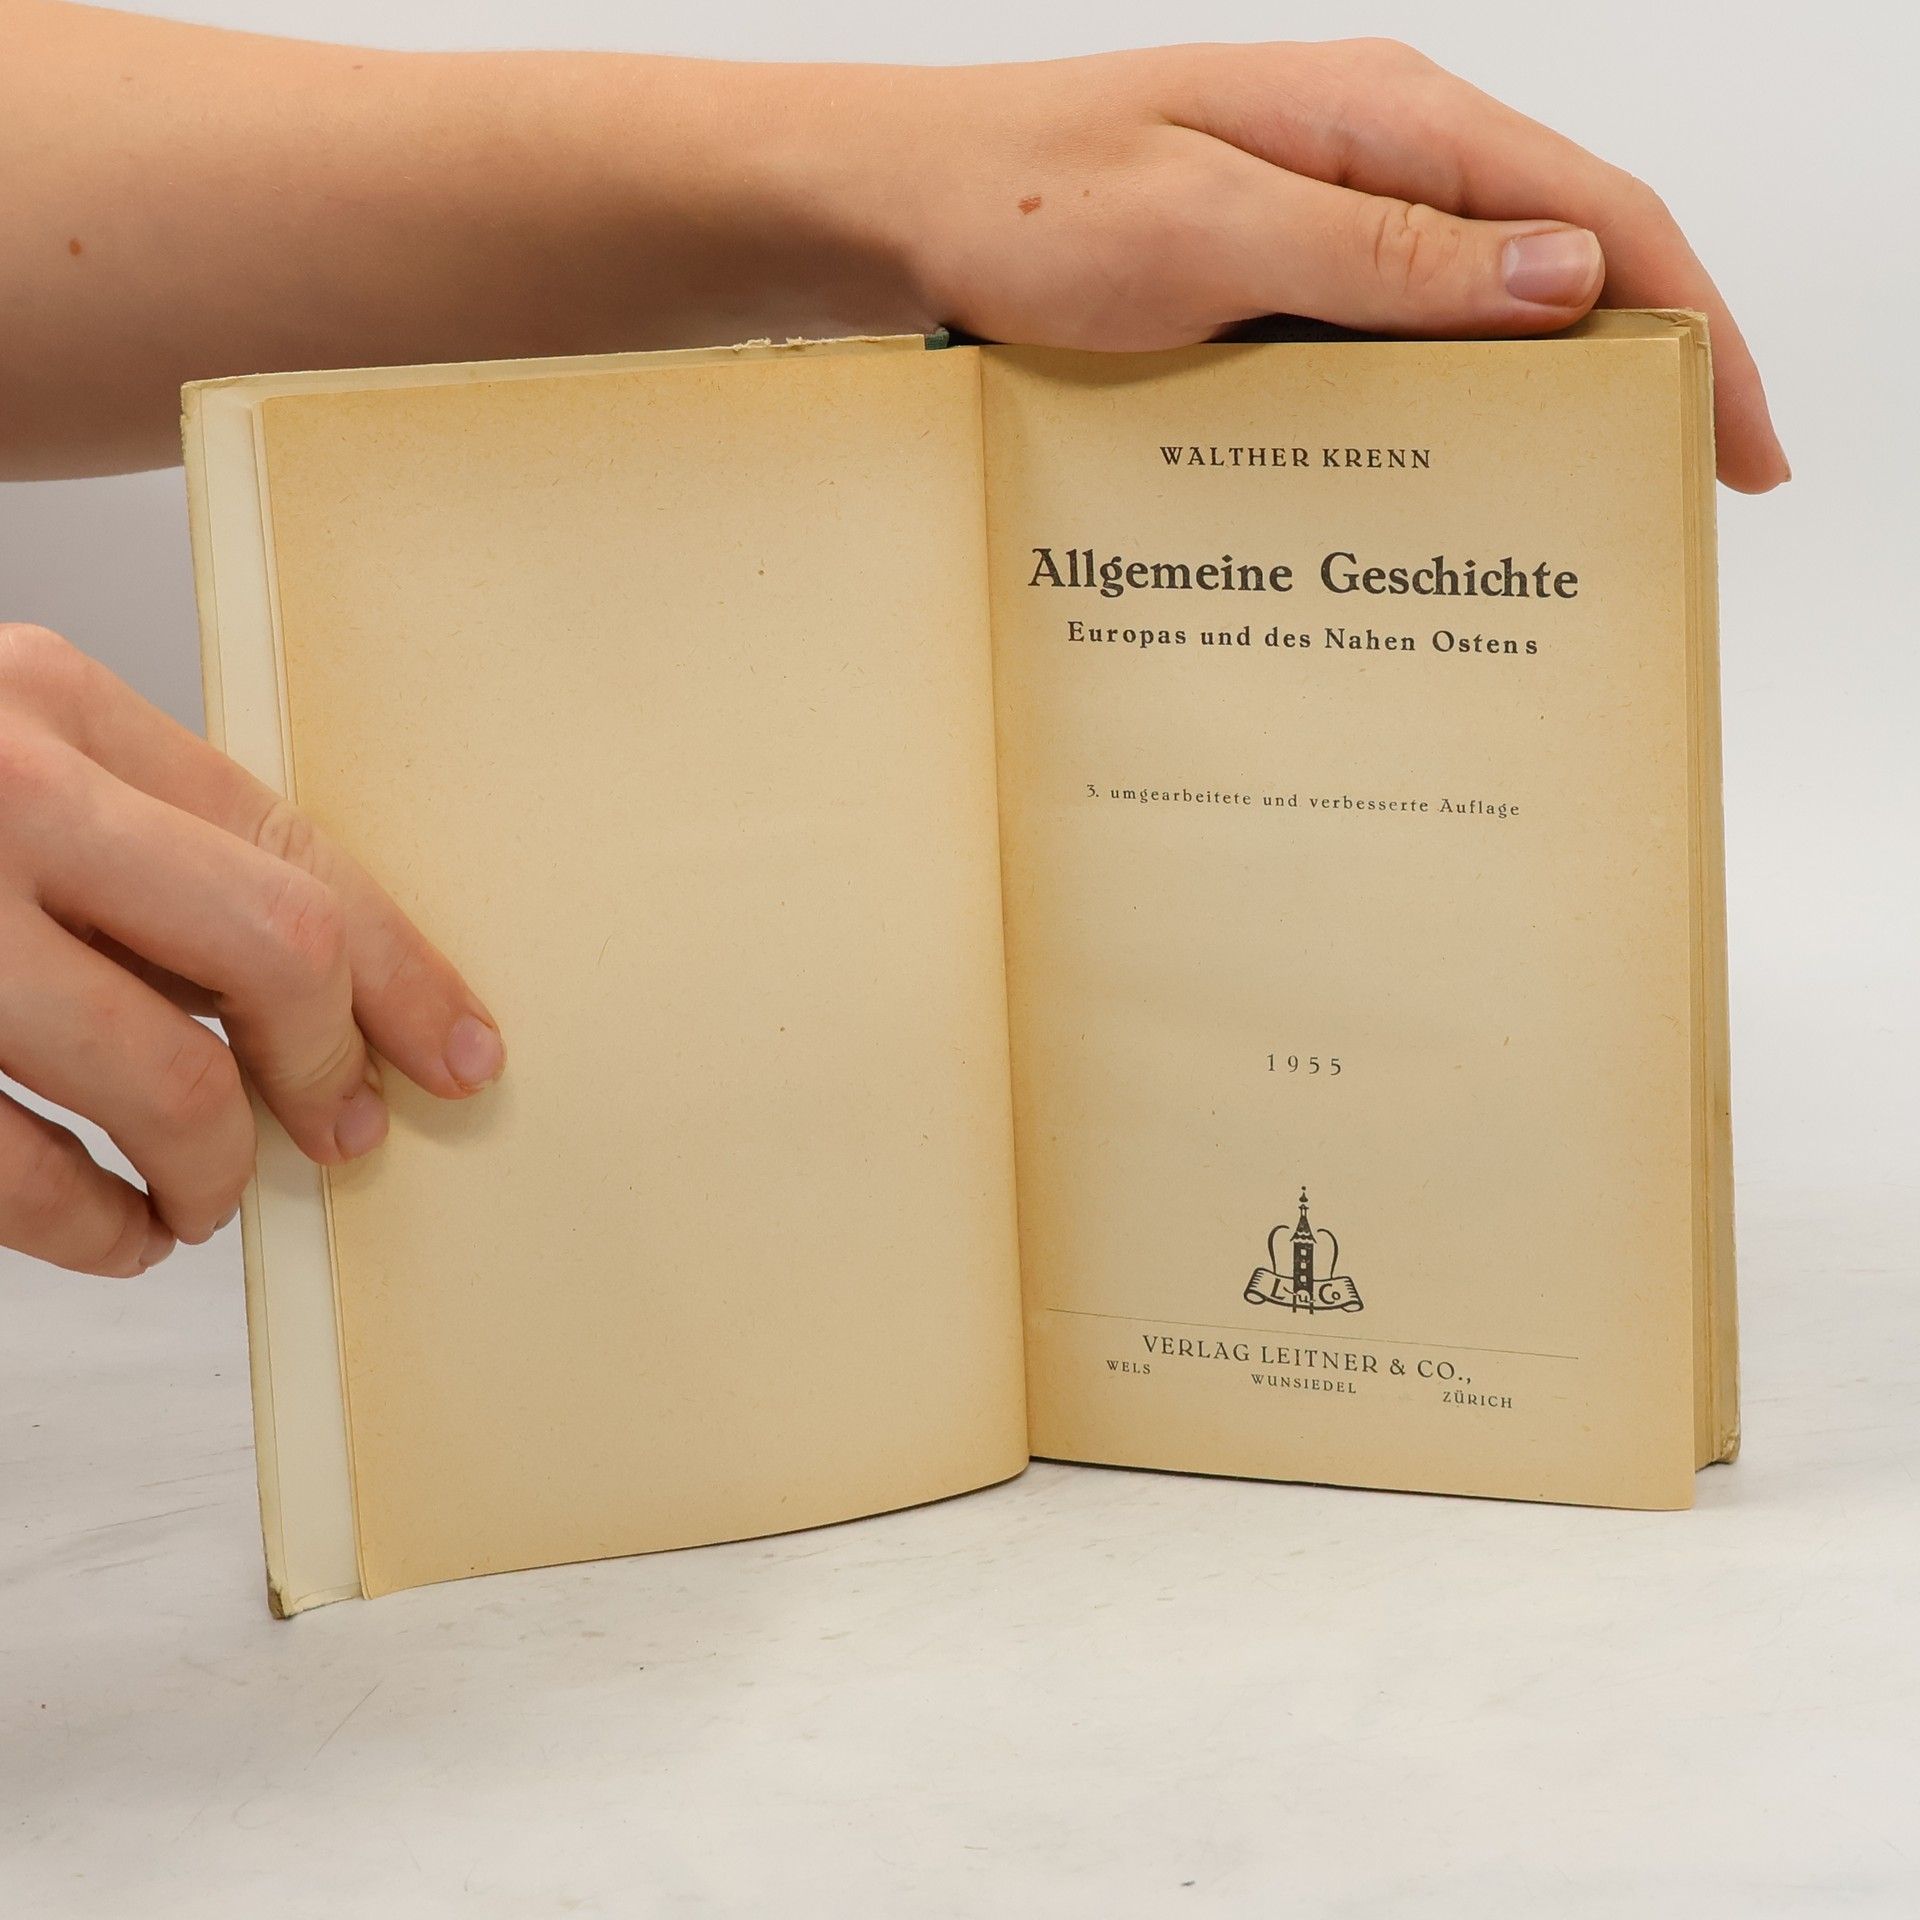 WALTHER KRENN
Allgemeine Geschichte
Europas und des Nahen Ostens
3. umgearbeitete und verbesserte Auflage
1955
L u. Co
VERLAG LEITNER & CO.,
WELS WUNSIEDEL ZÜRICH